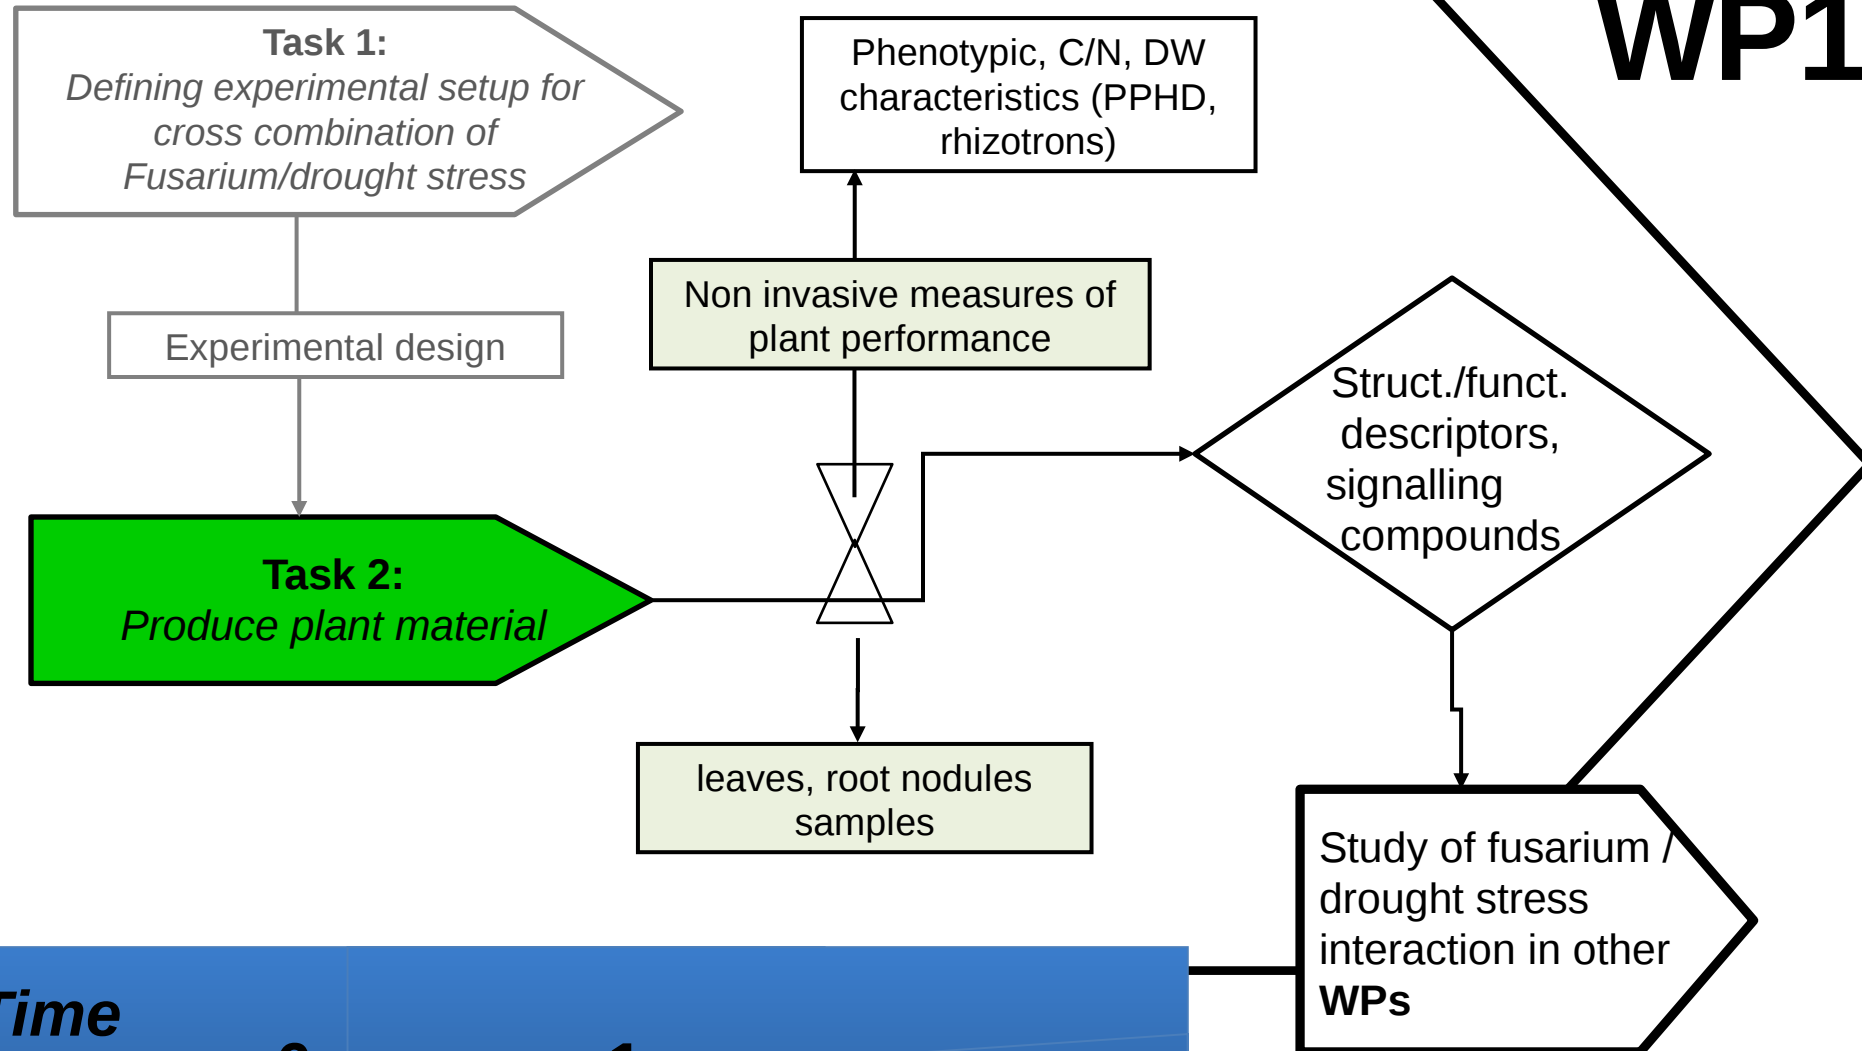 WP1
Task 1:
Defining experimental setup for
cross combination of
Fusarium/drought stress
Phenotypic, C/N, DW
characteristics (PPHD,
rhizotrons)
Non invasive measures of
plant performance
Experimental design
Struct./funct.
descriptors,
signalling
compounds
Task 2:
Produce plant material
leaves, root nodules
samples
Study of fusarium /
drought stress
interaction in other
WPs
Time